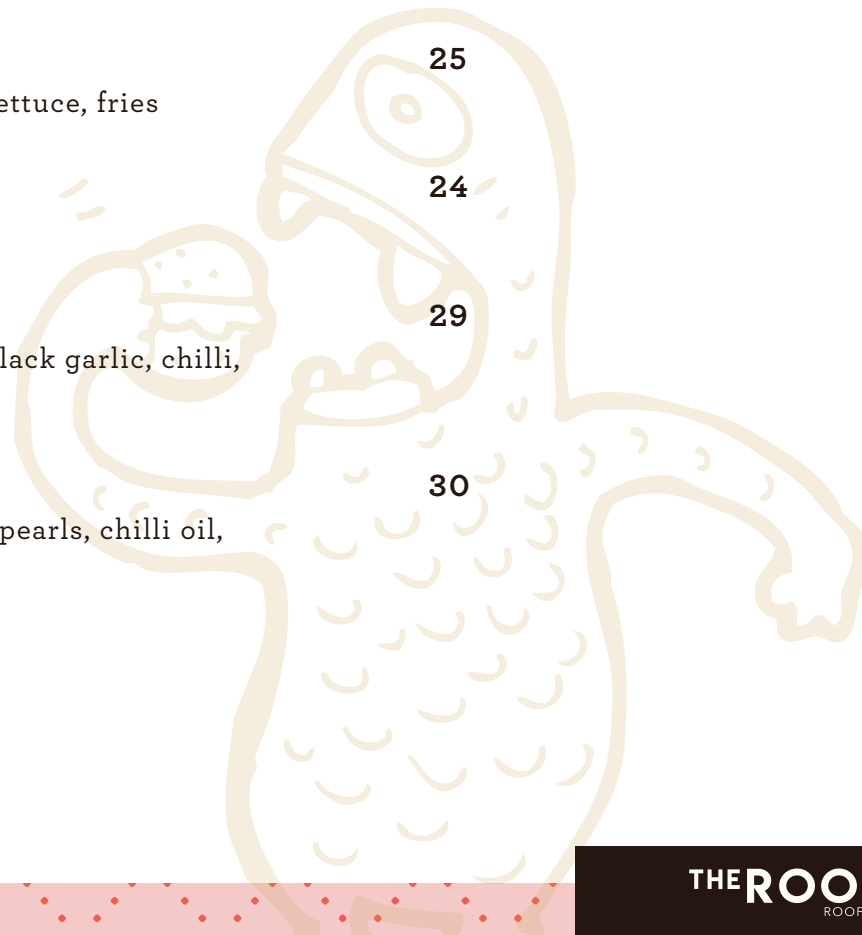 25
ettuce, fries
24
29
lack garlic, chilli,
30
pearls, chilli oil,
THEROO
ROOF